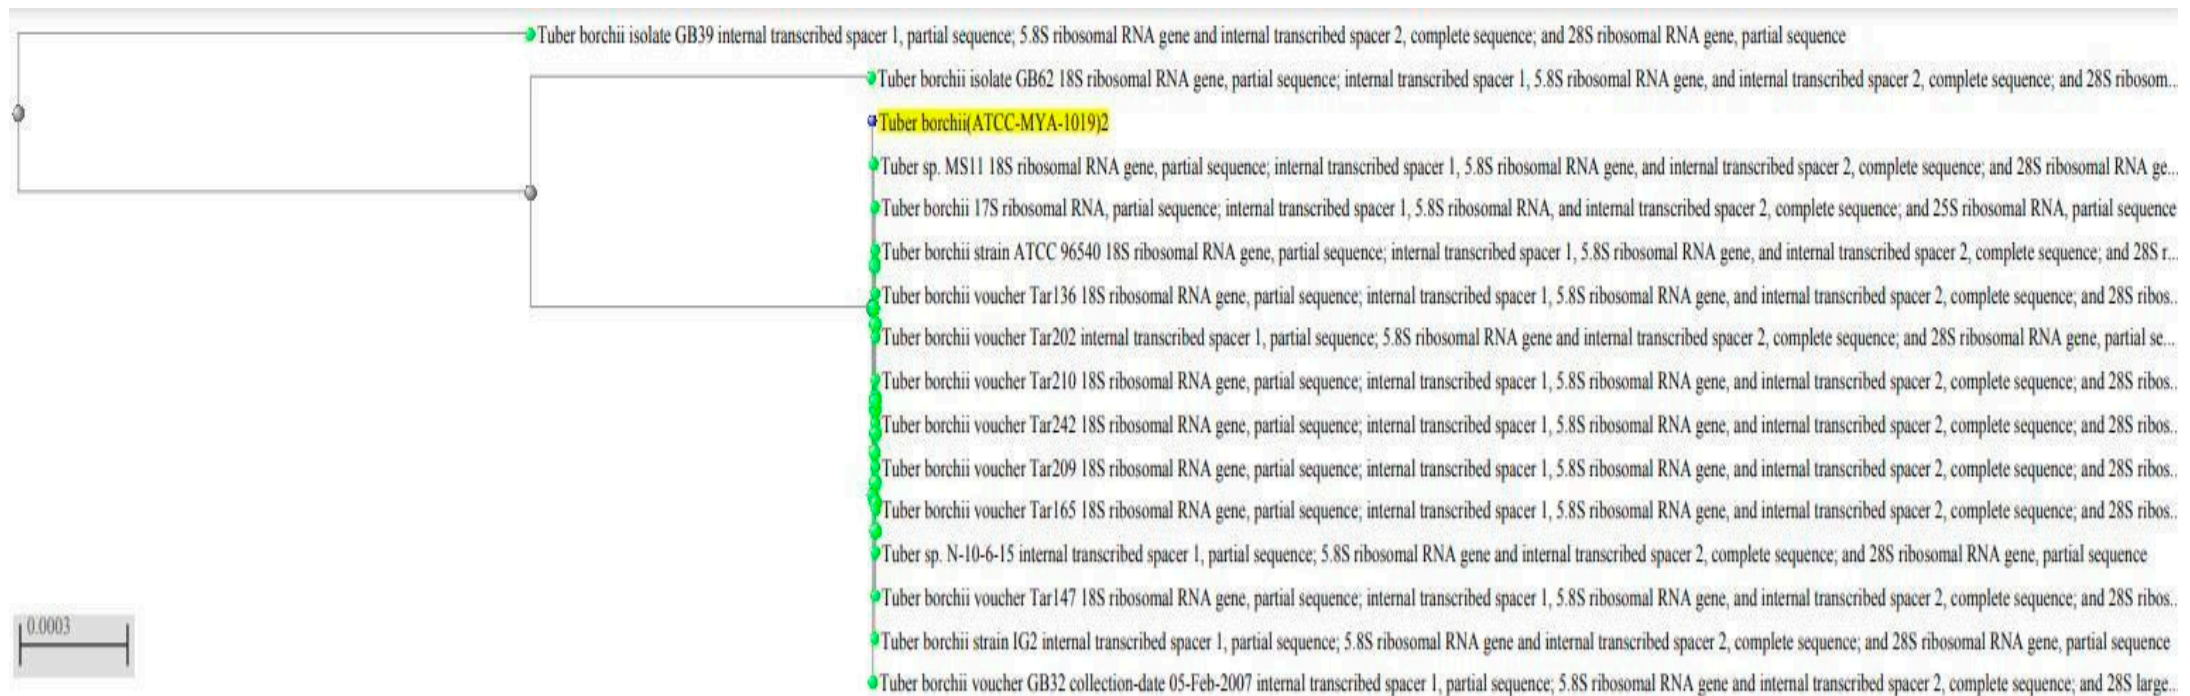 Tuber borchii isolate GB39 internal transcribed spacer 1, partial sequence; 5.8S ribosomal RNA gene and internal transcribed spacer 2, complete sequence; and 28S ribosomal RNA gene, partial sequence
Tuber borchii isolate GB62 18S ribosomal RNA gene, partial sequence; internal transcribed spacer 1, 5.8S ribosomal RNA gene, and internal transcribed spacer 2, complete sequence; and 28S ribosom...
Tuber borchii(ATCC-MYA-1019)2
Tuber sp. MS11 18S ribosomal RNA gene, partial sequence; internal transcribed spacer 1, 5.8S ribosomal RNA gene, and internal transcribed spacer 2, complete sequence; and 28S ribosomal RNA ge...
Tuber borchii 17S ribosomal RNA, partial sequence; internal transcribed spacer 1, 5.8S ribosomal RNA, and internal transcribed spacer 2, complete sequence; and 25S ribosomal RNA, partial sequence
Tuber borchii strain ATCC 96540 18S ribosomal RNA gene, partial sequence; internal transcribed spacer 1, 5.8S ribosomal RNA gene, and internal transcribed spacer 2, complete sequence; and 28S r...
Tuber borchii voucher Tar136 18S ribosomal RNA gene, partial sequence; internal transcribed spacer 1, 5.8S ribosomal RNA gene, and internal transcribed spacer 2, complete sequence; and 28S ribos..
Tuber borchii voucher Tar202 internal transcribed spacer 1, partial sequence; 5.8S ribosomal RNA gene and internal transcribed spacer 2, complete sequence; and 28S ribosomal RNA gene, partial se...
Tuber borchii voucher Tar210 18S ribosomal RNA gene, partial sequence; internal transcribed spacer 1, 5.8S ribosomal RNA gene, and internal transcribed spacer 2, complete sequence; and 28S ribos..
Tuber borchii voucher Tar242 18S ribosomal RNA gene, partial sequence; internal transcribed spacer 1, 5.8S ribosomal RNA gene, and internal transcribed spacer 2, complete sequence; and 28S ribos..
Tuber borchii voucher Tar209 18S ribosomal RNA gene, partial sequence; internal transcribed spacer 1, 5.8S ribosomal RNA gene, and internal transcribed spacer 2, complete sequence; and 28S ribos..
Tuber borchii voucher Tar165 18S ribosomal RNA gene, partial sequence; internal transcribed spacer 1, 5.8S ribosomal RNA gene, and internal transcribed spacer 2, complete sequence; and 28S ribos..
Tuber sp. N-10-6-15 internal transcribed spacer 1, partial sequence; 5.8S ribosomal RNA gene and internal transcribed spacer 2, complete sequence; and 28S ribosomal RNA gene, partial sequence
Tuber borchii voucher Tar147 18S ribosomal RNA gene, partial sequence; internal transcribed spacer 1, 5.8S ribosomal RNA gene, and internal transcribed spacer 2, complete sequence; and 28S ribos..
0.0003
Tuber borchii strain IG2 internal transcribed spacer 1, partial sequence; 5.8S ribosomal RNA gene and internal transcribed spacer 2, complete sequence; and 28S ribosomal RNA gene, partial sequence
Tuber borchii voucher GB32 collection-date 05-Feb-2007 internal transcribed spacer 1, partial sequence; 5.8S ribosomal RNA gene and internal transcribed spacer 2, complete sequence; and 28S large..